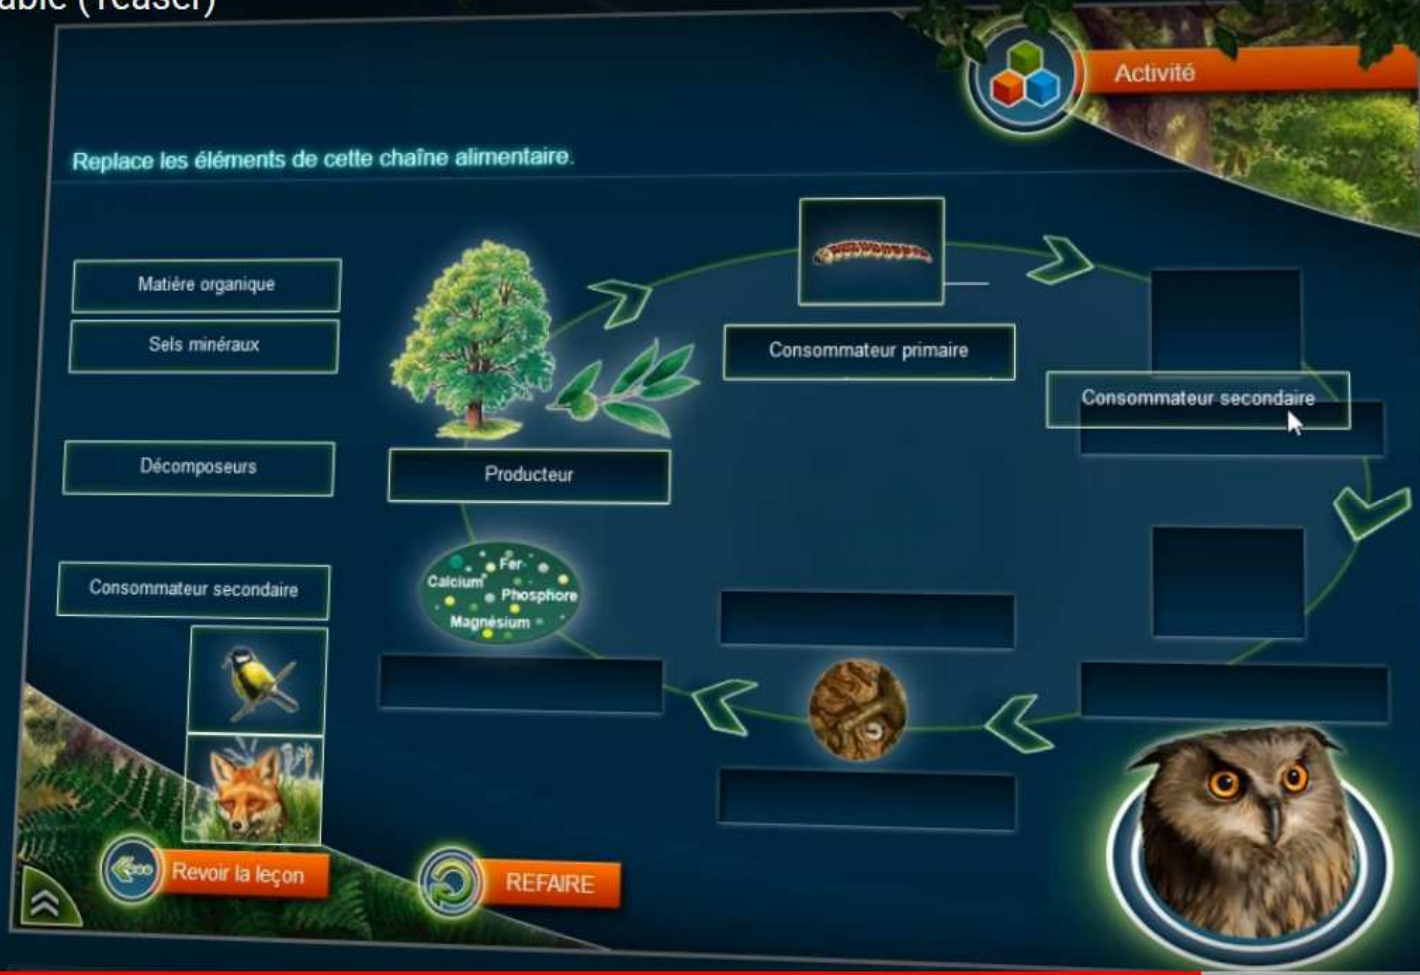 (Teaser)
Activité
Replace les éléments de cette chaîne alimentaire.
Matière organique
Sels minéraux
Consommateur primaire
Consommateur secondaire
Décomposeurs
Producteur
Fer
Calcium
Phosphore
Magnésium
Consommateur secondaire
Revoir la leçon
REFAIRE